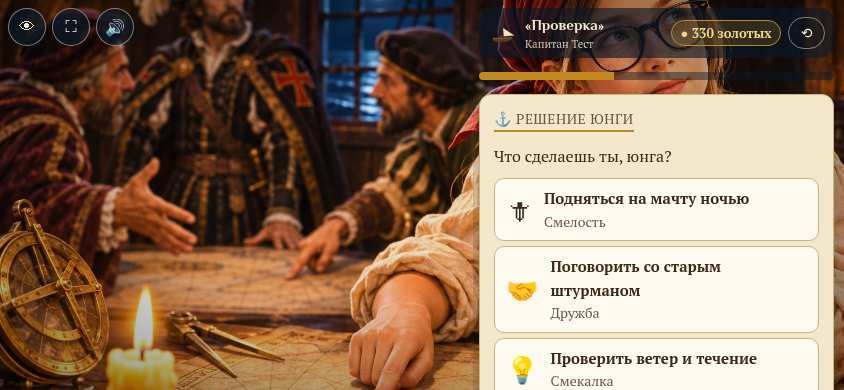 «Проверка»
Капитан Тест
330 золотых
РЕШЕНИЕ ЮНГИ
Что сделаешь ты, юнга?
Подняться на мачту ночью
Смелость
Поговорить со старым
штурманом
Дружба
Проверить ветер и течение
Смекалка